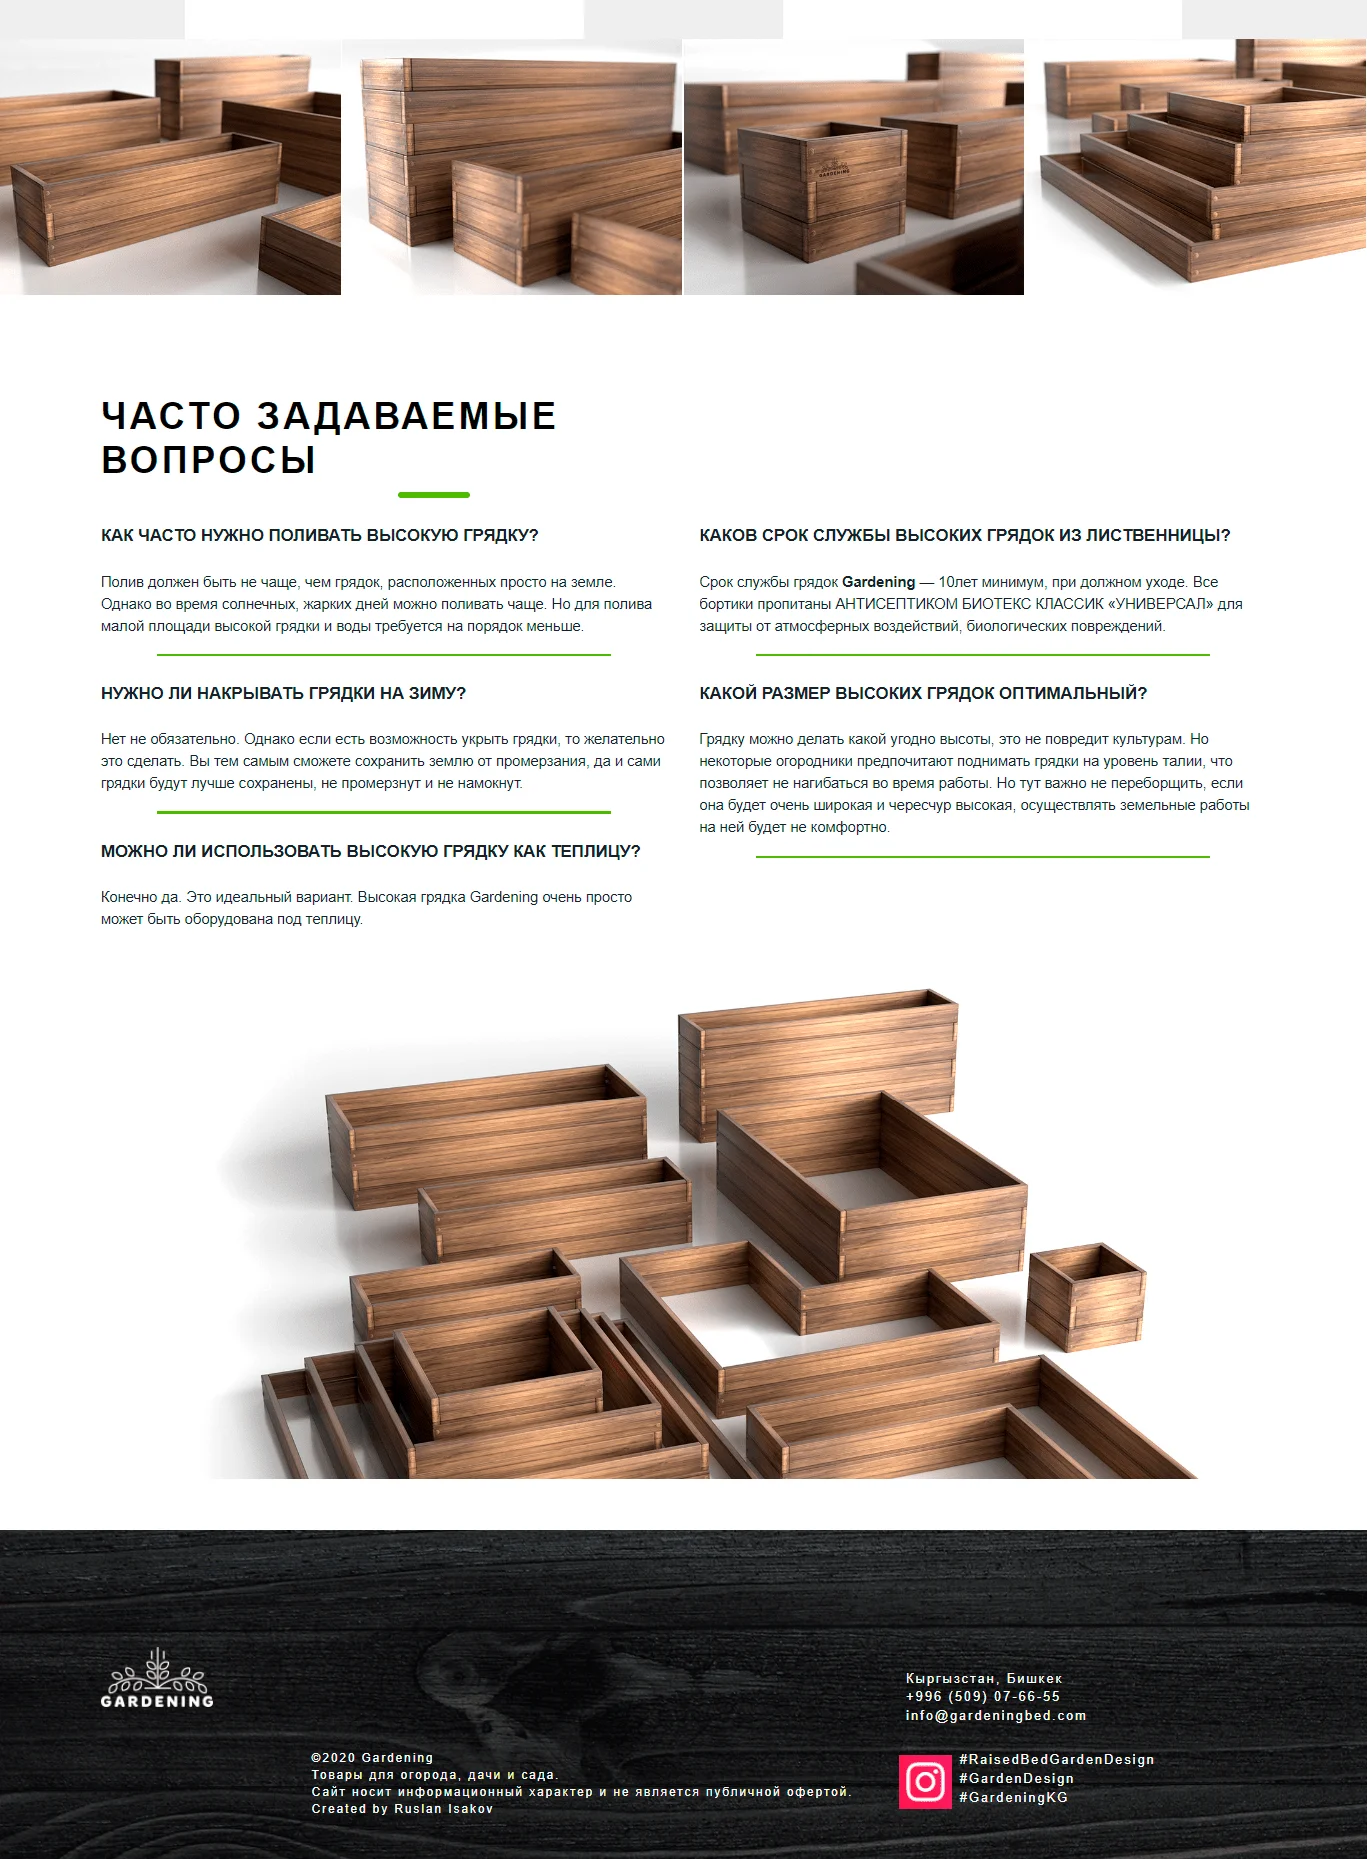 GARDENING
ЧАСТО ЗАДАВАЕМЫЕ
ВОПРОСЫ
КАК ЧАСТО НУЖНО ПОЛИВАТЬ ВЫСОКУЮ ГРЯДКУ?
Полив должен быть не чаще, чем грядок, расположенных просто на земле.
Однако во время солнечных, жарких дней можно поливать чаще. Но для полива
малой площади высокой грядки и воды требуется на порядок меньше.
НУЖНО ЛИ НАКРЫВАТЬ ГРЯДКИ НА ЗИМУ?
Нет не обязательно. Однако если есть возможность укрыть грядки, то желательно
это сделать. Вы тем самым сможете сохранить землю от промерзания, да и сами
грядки будут лучше сохранены, не промерзнут и не намокнут.
МОЖНО ЛИ ИСПОЛЬЗОВАТЬ ВЫСОКУЮ ГРЯДКУ КАК ТЕПЛИЦУ?
Конечно да. Это идеальный вариант. Высокая грядка Gardening очень просто
может быть оборудована под теплицу.
КАКОВ СРОК СЛУЖБЫ ВЫСОКИХ ГРЯДОК ИЗ ЛИСТВЕННИЦЫ?
Срок службы грядок Gardening — 10лет минимум, при должном уходе. Все
бортики пропитаны АНТИСЕПТИКОМ БИОТЕКС КЛАССИК «УНИВЕРСАЛ» для
защиты от атмосферных воздействий, биологических повреждений.
КАКОЙ РАЗМЕР ВЫСОКИХ ГРЯДОК ОПТИМАЛЬНЫЙ?
Грядку можно делать какой угодно высоты, это не повредит культурам. Но
некоторые огородники предпочитают поднимать грядки на уровень талии, что
позволяет не нагибаться во время работы. Но тут важно не переборщить, если
она будет очень широкая и чересчур высокая, осуществлять земельные работы
на ней будет не комфортно.
GARDENING
©2020 Gardening
Товары для огорода, дачи и сада.
Сайт носит информационный характер и не является публичной офертой.
Created by Ruslan Isakov
Кыргызстан, Бишкек
+996 (509) 07-66-55
info@gardeningbed.com
#RaisedBedGardenDesign
#GardenDesign
#GardeningKG